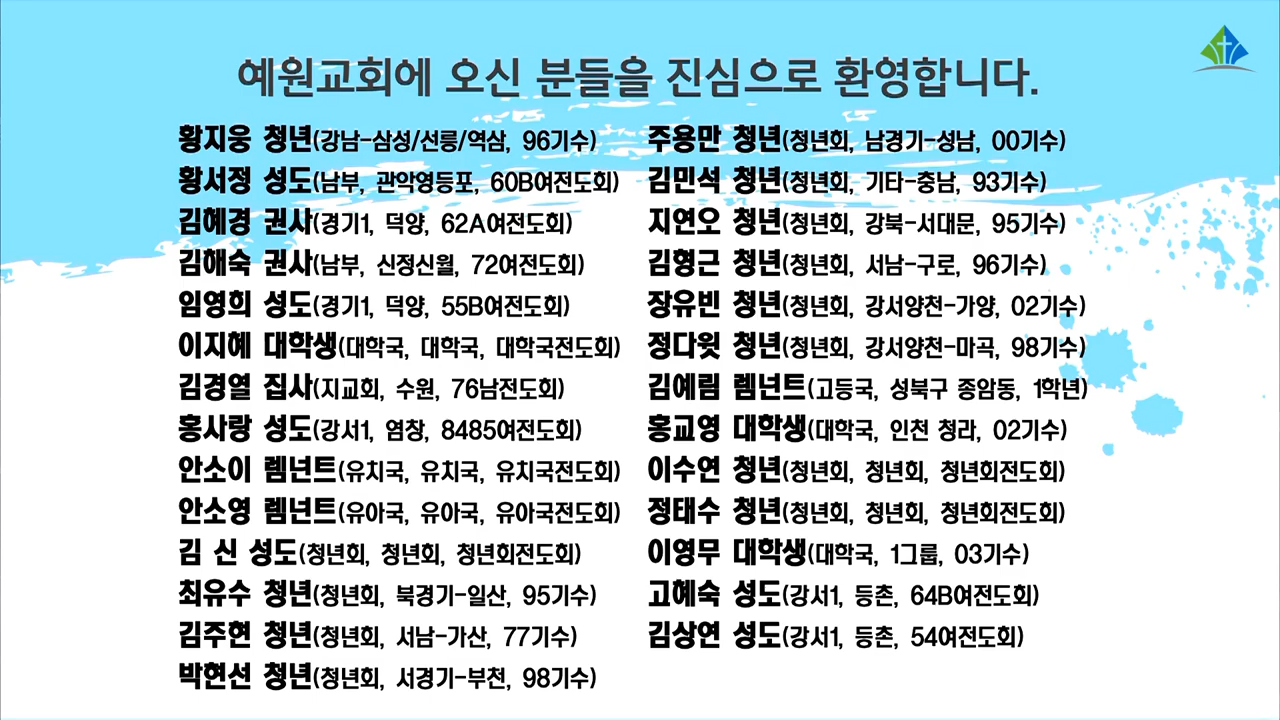 예원교회에 오신 분들을 진심으로 환영합니다.
황지웅 청년(강남-삼성/선릉/역삼, 96기수)
황서정 성도(남부, 관악영등포, 60B여전도회)
김혜경 권사(경기1, 덕양, 62A여전도회)
김해숙 권사(남부, 신정신월, 72여전도회)
임영희 성도(경기1, 덕양, 55B여전도회)
이지혜 대학생(대학국, 대학국, 대학국전도회)
김경열 집사(지교회, 수원, 76남전도회)
홍사랑 성도(강서1, 염창, 8485여전도회)
안소이 렘넌트(유치국, 유치국, 유치국전도회)
안소영 렘넌트(유아국, 유아국, 유아국전도회)
김 신 성도(청년회, 청년회, 청년회전도회)
최유수 청년(청년회, 북경기-일산, 95기수)
김주현 청년(청년회, 서남-가산, 77기수)
박현선 청년(청년회, 서경기-부천, 98기수)
주용만 청년(청년회, 남경기-성남, 00기수)
김민석 청년(청년회, 기타-충남, 93기수)
지연오 청년(청년회, 강북-서대문, 95기수)
김형근 청년(청년회, 서남-구로, 96기수)
장유빈 청년(청년회, 강서양천-가양, 02기수)
정다윗 청년(청년회, 강서양천-마곡, 98기수)
김예림 렘넌트(고등국, 성북구 종암동, 1학년)
홍교영 대학생(대학국, 인천 청라, 02기수)
이수연 청년(청년회, 청년회, 청년회전도회)
정태수 청년(청년회, 청년회, 청년회전도회)
이영무 대학생(대학국, 1그룹, 03기수)
고혜숙 성도(강서1, 등촌, 64B여전도회)
김상연 성도(강서1, 등촌, 54여전도회)